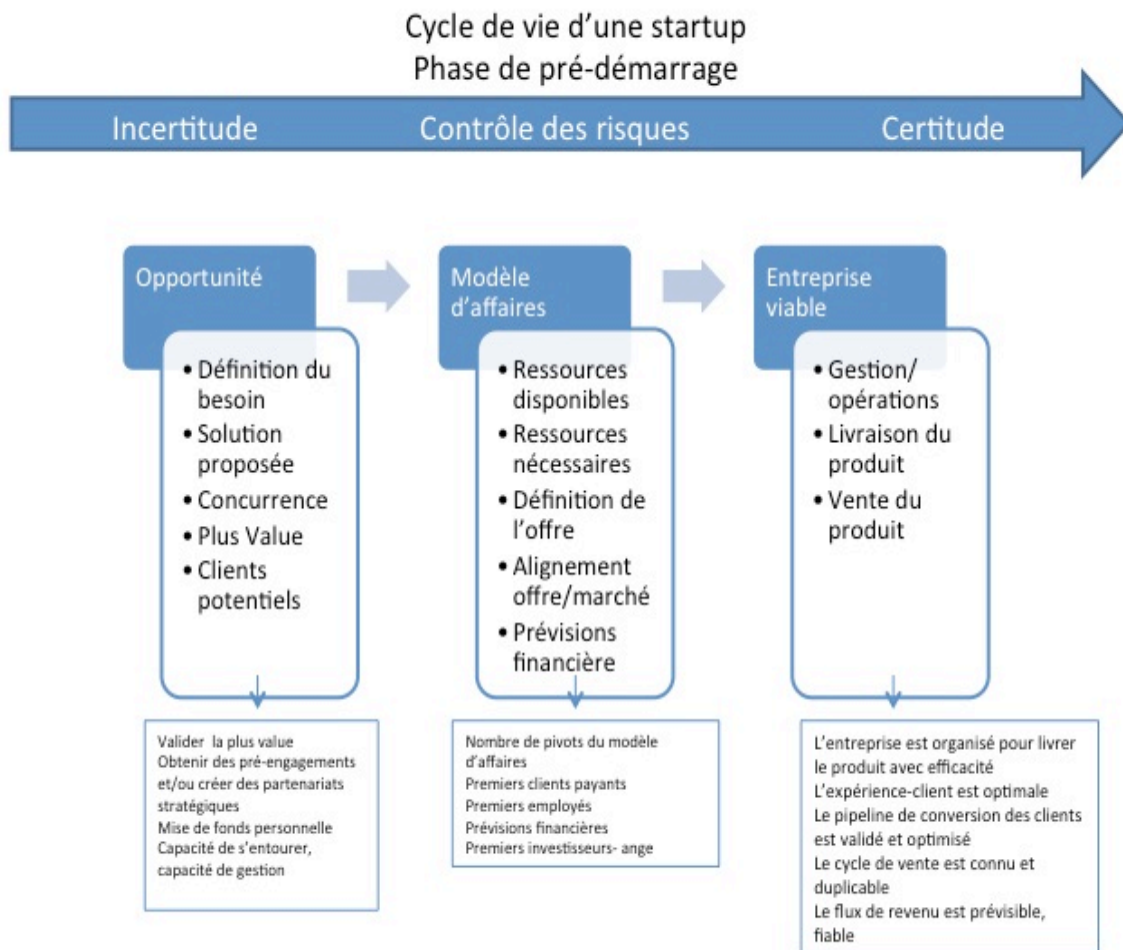 Cycle de vie d'une startup
Phase de pré-démarrage
Incertitude
Contrôle des risques
Certitude
Opportunité
• Définition du
besoin
• Solution
proposée
• Concurrence
• Plus Value
• Clients
potentiels
Valider la plus value
Obtenir des pré-engagements
et/ou créer des partenariats
stratégiques
Mise de fonds personnelle
Capacité de s'entourer,
capacité de gestion
Modèle
d'affaires
• Ressources
disponibles
• Ressources
nécessaires
• Définition de
l'offre
• Alignement
offre/marché
• Prévisions
financière
Nombre de pivots du modèle
d'affaires
Premiers clients payants
Premiers employés
Prévisions financières
Premiers investisseurs- ange
Entreprise
viable
• Gestion/
opérations
• Livraison du
produit
• Vente du
produit
L'entreprise est organisé pour livrer
le produit avec efficacité
L'expérience-client est optimale
Le pipeline de conversion des clients
est validé et optimisé
Le cycle de vente est connu et
duplicable
Le flux de revenu est prévisible,
fiable